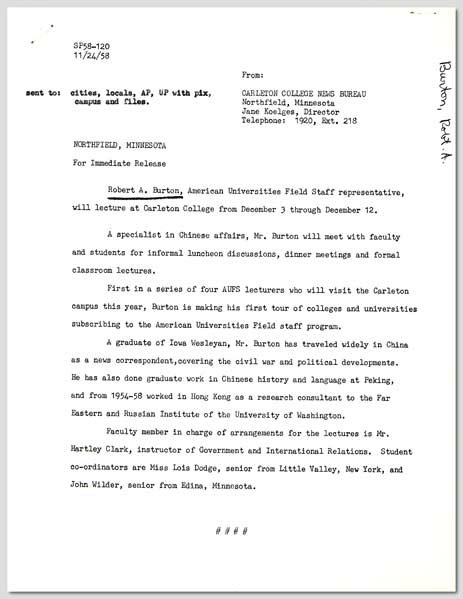 SP58-120
11/24/58
From:
sent to: cities, locals, AP, UP with pix,
campus and files.
CARLETON COLLEGE NEWS BUREAU
Northfield, Minnesota
Jane Koelges, Director
Telephone: 1920, Ext. 218
Burton, Robt. A.
NORTHFIELD, MINNESOTA
For Immediate Release
Robert A. Burton, American Universities Field Staff representative,
will lecture at Carleton College from December 3 through December 12.
A specialist in Chinese affairs, Mr. Burton will meet with faculty
and students for informal luncheon discussions, dinner meetings and formal
classroom lectures.
First in a series of four AUFS lecturers who will visit the Carleton
campus this year, Burton is making his first tour of colleges and universities
subscribing to the American Universities Field staff program.
A graduate of Iowa Wesleyan, Mr. Burton has traveled widely in China
as a news correspondent,covering the civil war and political developments.
He has also done graduate work in Chinese history and language at Peking,
and from 1954-58 worked in Hong Kong as a research consultant to the Far
Eastern and Russian Institute of the University of Washington.
Faculty member in charge of arrangements for the lectures is Mr.
Hartley Clark, instructor of Government and International Relations. Student
co-ordinators are Miss Lois Dodge, senior from Little Valley, New York, and
John Wilder, senior from Edina, Minnesota.
####